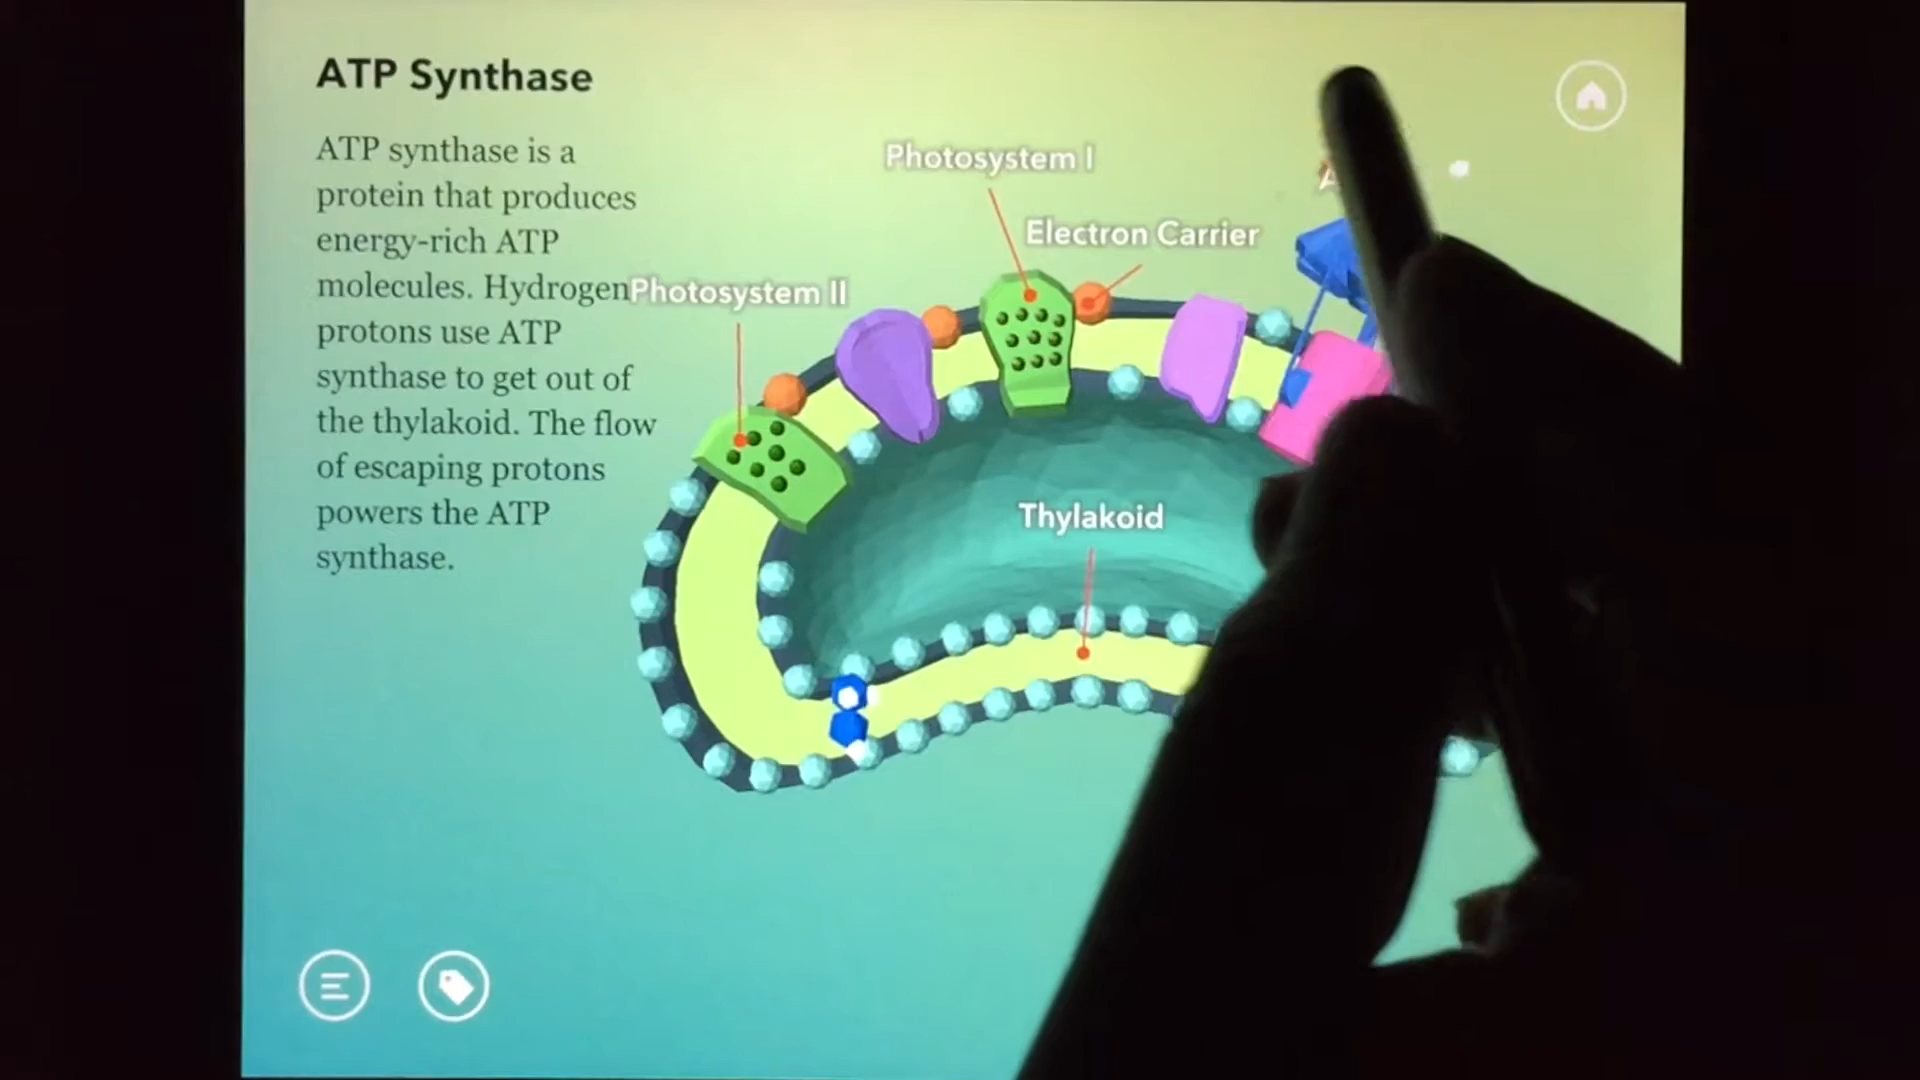 ATP Synthase
ATP synthase is a
protein that produces
energy-rich ATP
molecules. Hydrogen
protons use ATP
synthase to get out of
the thylakoid. The flow
of escaping protons
powers the ATP
synthase.
Photosystem I
Electron Carrier
Photosystem II
Thylakoid